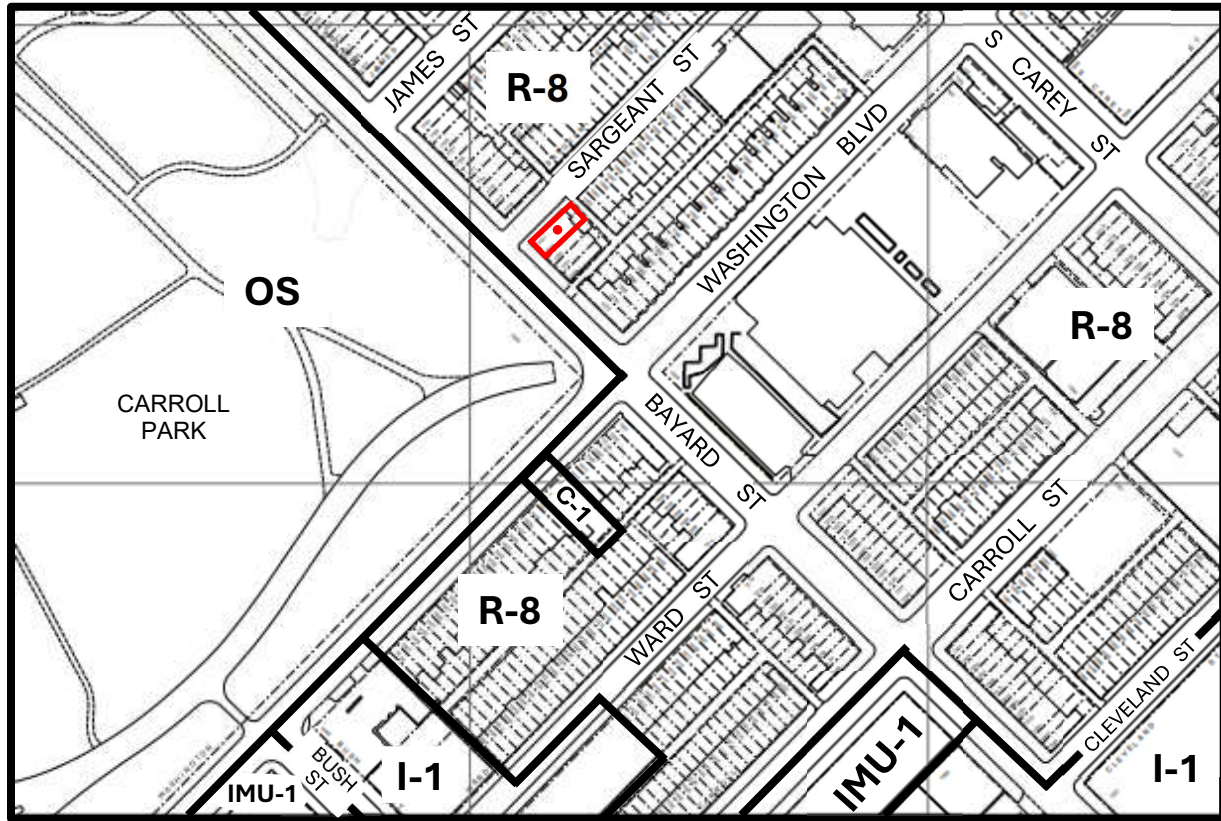 JAMES ST
R-8
SARGEANT ST
WASHINGTON BLVD
S CAREY ST
OS
R-8
CARROLL
PARK
BAYARD ST
C-1
R-8
WARD ST
CARROLL ST
CLEVELAND ST
BUSH
ST
IMU-1
I-1
IMU-1
I-1